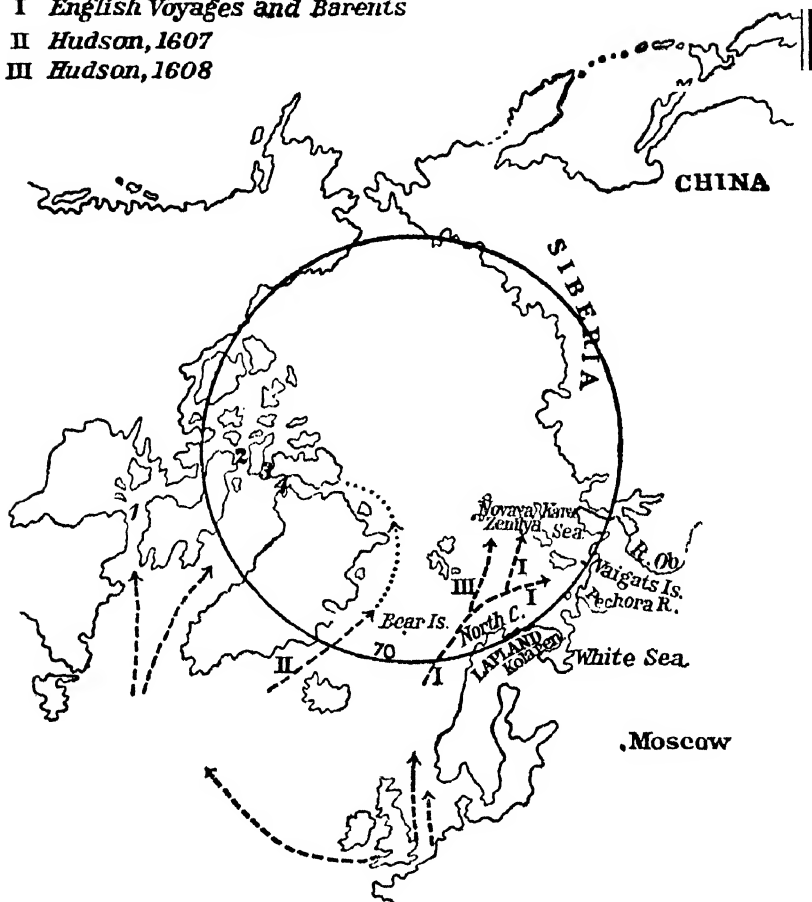 I English Voyages and Barents
II Hudson, 1607
III Hudson, 1608
CHINA
SIBERIA
2
3
4
1
Novaya
Zemlya
Kara
Sea
R. Ob
Vaigats Is.
Pechora R.
I
III
I
Bear Is.
North C.
70
II
LAPLAND
Kola Pen
White Sea
I
.Moscow